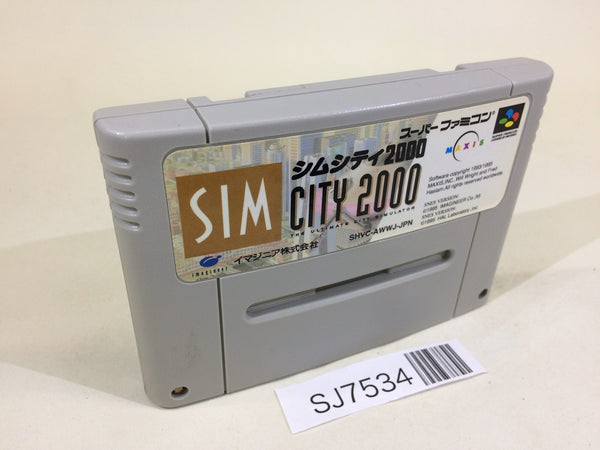 スーパーファミコン
シムシティ2000
MAXIS
SIM
CITY 2000
THE ULTIMATE CITY SIMULATOR
Software copyright 1993/1995
MAXIS, INC., Will Wright and Fred
Haslam. All rights reserved worldwide.
SNES VERSION:
©1995 IMAGINEER Co.,Ltd.
SNES VERSION:
©1995 HAL Laboratory, Inc.
SHVC-AWWJ-JPN
imagineer
イマジニア株式会社
SJ7534